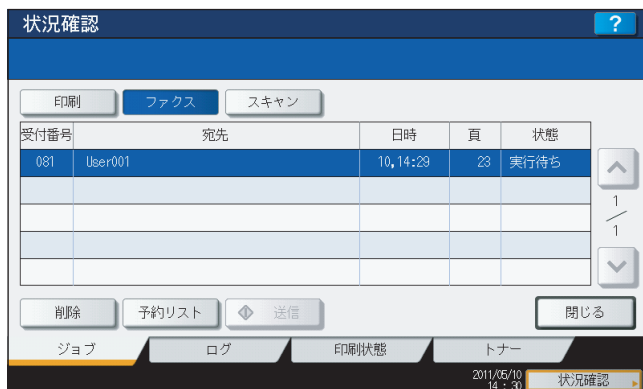 状況確認 ?
印刷 ファクス スキャン
受付番号 宛先 日時 頁 状態
081 User001 10,14:29 23 実行待ち
1
1
削除 予約リスト 送信 閉じる
ジョブ ログ 印刷状態 トナー
2011/05/10
14 : 30 状況確認